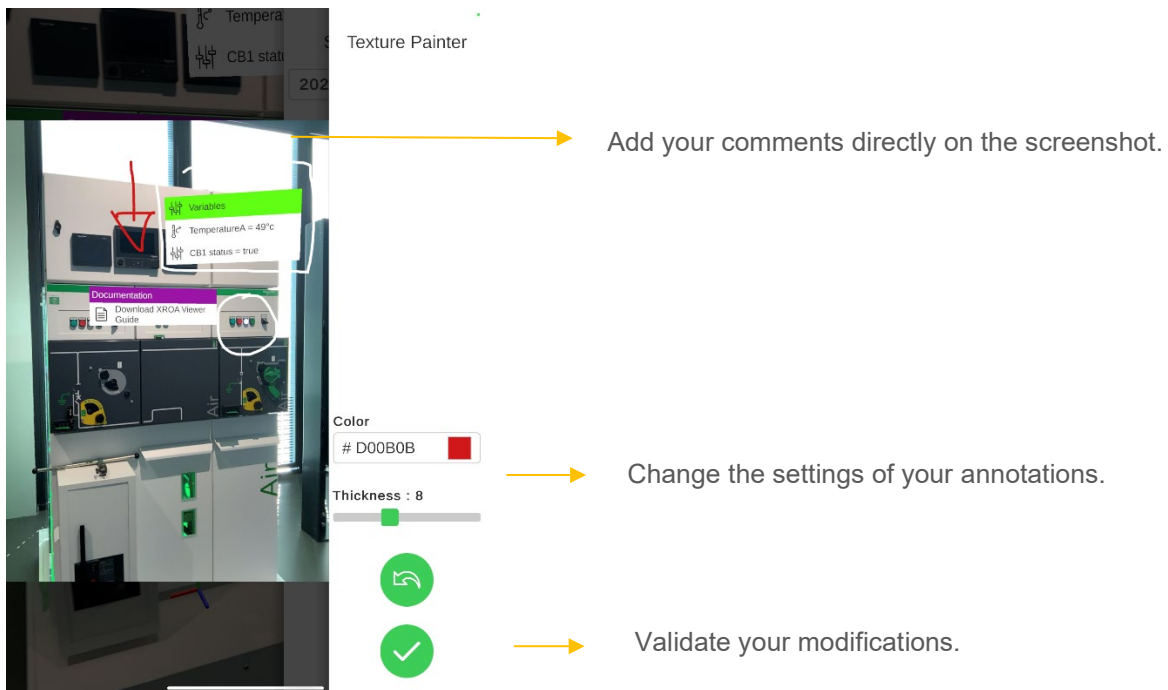 Tempera
CB1 stat
202
Texture Painter
Add your comments directly on the screenshot.
Variables
TemperatureA = 49°c
CB1 status = true
Documentation
Download XROA Viewer
Guide
Air
Air
Air
Color
# D00B0B
Change the settings of your annotations.
Thickness : 8
Validate your modifications.